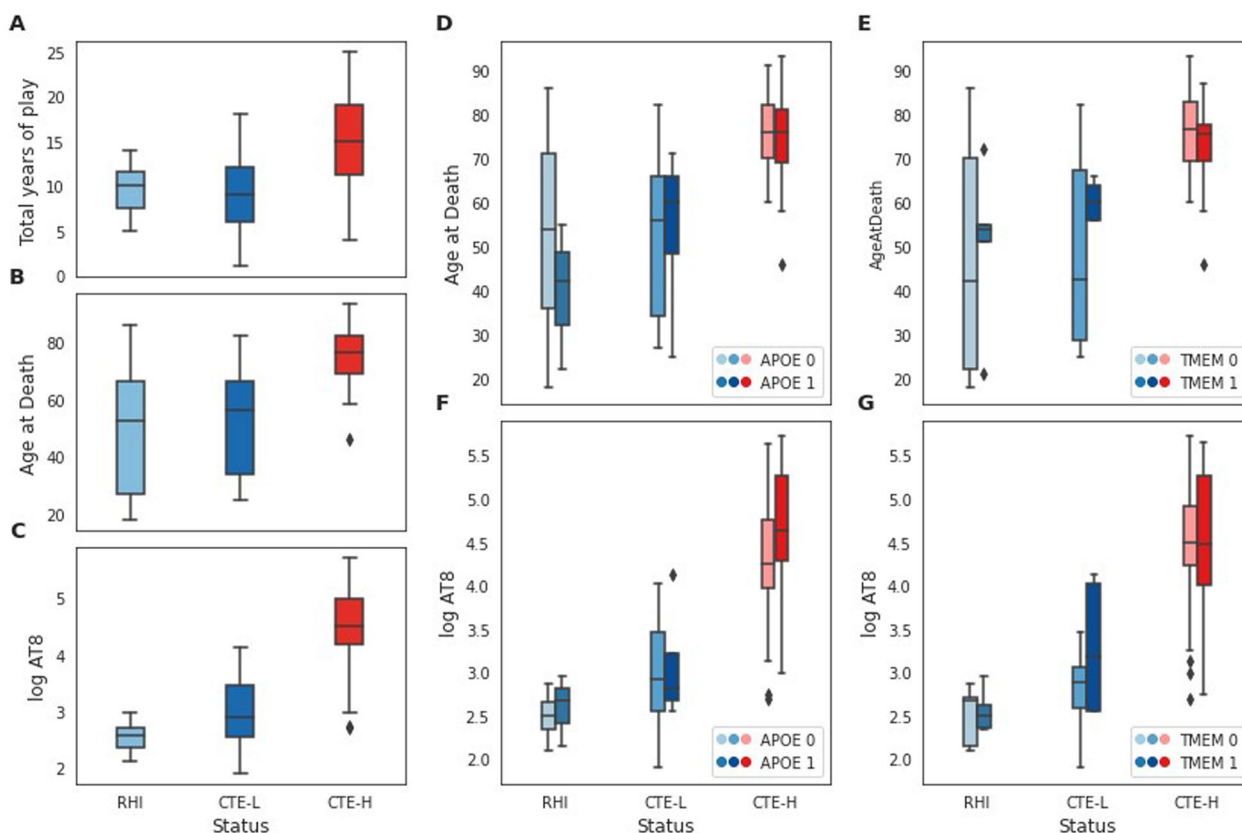 A
Total years of play
25
20
15
10
5
0
B
Age at Death
80
60
40
20
C
log AT8
5
4
3
2
RHI
CTE-L
CTE-H
Status
D
Age at Death
90
80
70
60
50
40
30
20
APOE 0
APOE 1
E
AgeAtDeath
90
80
70
60
50
40
30
20
TMEM 0
TMEM 1
F
log AT8
5.5
5.0
4.5
4.0
3.5
3.0
2.5
2.0
APOE 0
APOE 1
RHI
CTE-L
CTE-H
Status
G
log AT8
5.5
5.0
4.5
4.0
3.5
3.0
2.5
2.0
TMEM 0
TMEM 1
RHI
CTE-L
CTE-H
Status